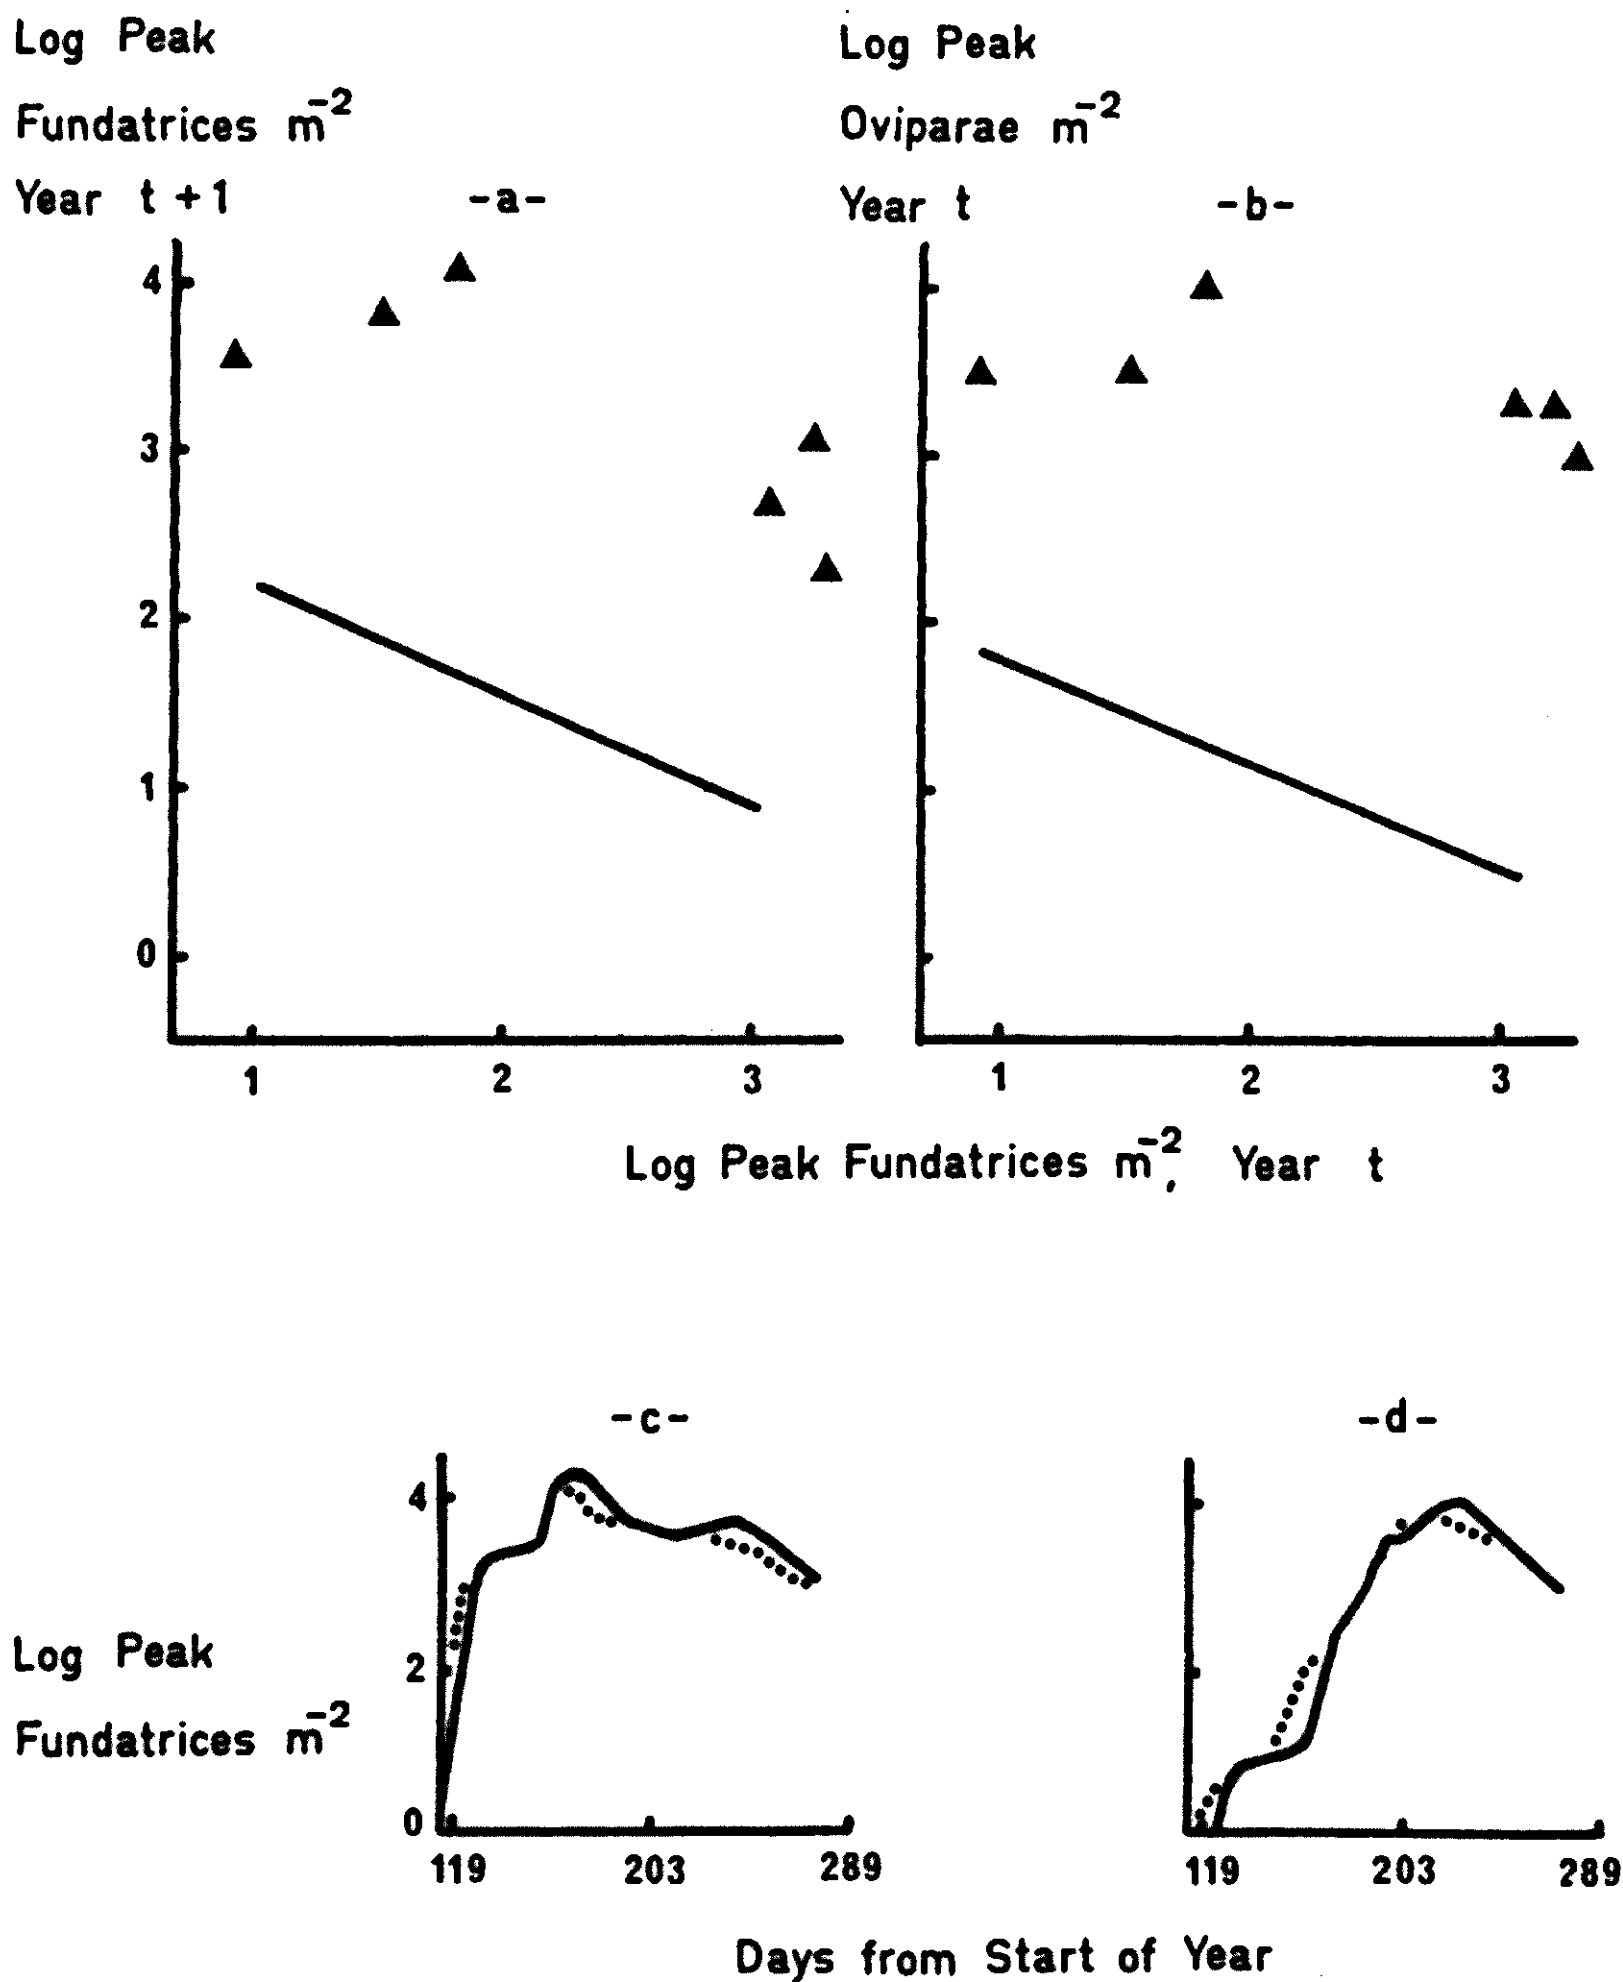 Log Peak
Fundatrices m⁻²
Year t + 1
-a-
Log Peak
Oviparae m⁻²
Year t
-b-
4
3
2
1
0
1 2 3
1 2 3
Log Peak Fundatrices m⁻², Year t
-c-
-d-
Log Peak
Fundatrices m⁻²
4
2
0
119 203 289
119 203 289
Days from Start of Year